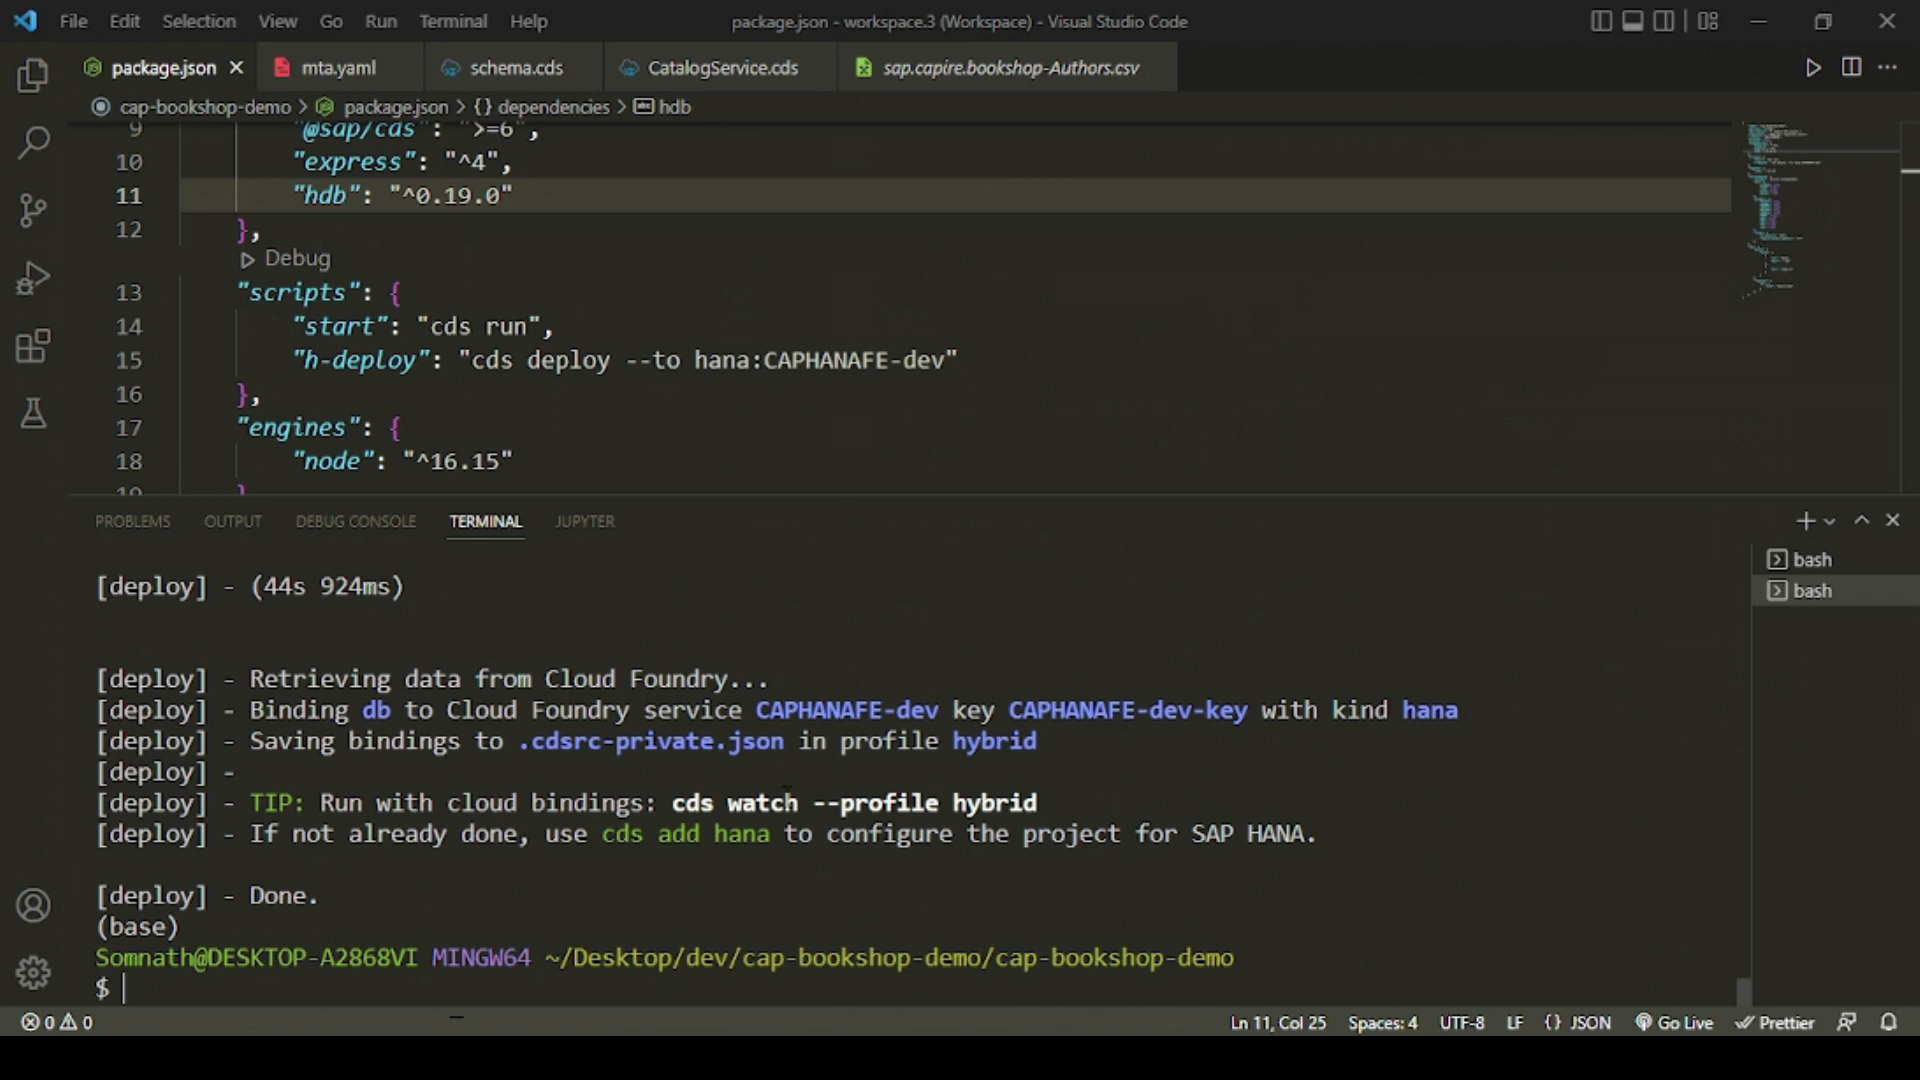 File Edit Selection View Go Run Terminal Help
package.json - workspace.3 (Workspace) - Visual Studio Code
package.json
mta.yaml
schema.cds
CatalogService.cds
sap.capire.bookshop-Authors.csv
cap-bookshop-demo > package.json > {} dependencies > hdb
9 "@sap/cds": ">=6",
10 "express": "^4",
11 "hdb": "^0.19.0"
12 },
Debug
13 "scripts": {
14 "start": "cds run",
15 "h-deploy": "cds deploy --to hana:CAPHANAFE-dev"
16 },
17 "engines": {
18 "node": "^16.15"
19 }
PROBLEMS OUTPUT DEBUG CONSOLE TERMINAL JUPYTER
bash
bash
[deploy] - (44s 924ms)
[deploy] - Retrieving data from Cloud Foundry...
[deploy] - Binding db to Cloud Foundry service CAPHANAFE-dev key CAPHANAFE-dev-key with kind hana
[deploy] - Saving bindings to .cdsrc-private.json in profile hybrid
[deploy] -
[deploy] - TIP: Run with cloud bindings: cds watch --profile hybrid
[deploy] - If not already done, use cds add hana to configure the project for SAP HANA.
[deploy] - Done.
(base)
Somnath@DESKTOP-A2868VI MINGW64 ~/Desktop/dev/cap-bookshop-demo/cap-bookshop-demo
$
0 0
Ln 11, Col 25 Spaces: 4 UTF-8 LF {} JSON Go Live Prettier